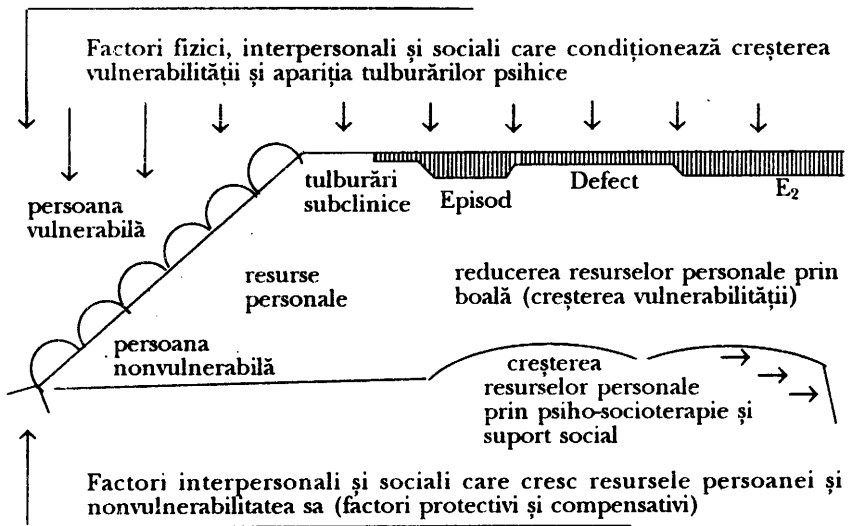 Factori fizici, interpersonali și sociali care condiționează creșterea
vulnerabilității și apariția tulburărilor psihice
tulburări
subclinice
Episod
Defect
E2
persoana
vulnerabilă
resurse
personale
reducerea resurselor personale prin
boală (creșterea vulnerabilității)
persoana
nonvulnerabilă
creșterea
resurselor personale
prin psiho-socioterapie și
suport social
Factori interpersonali și sociali care cresc resursele persoanei și
nonvulnerabilitatea sa (factori protectivi și compensativi)